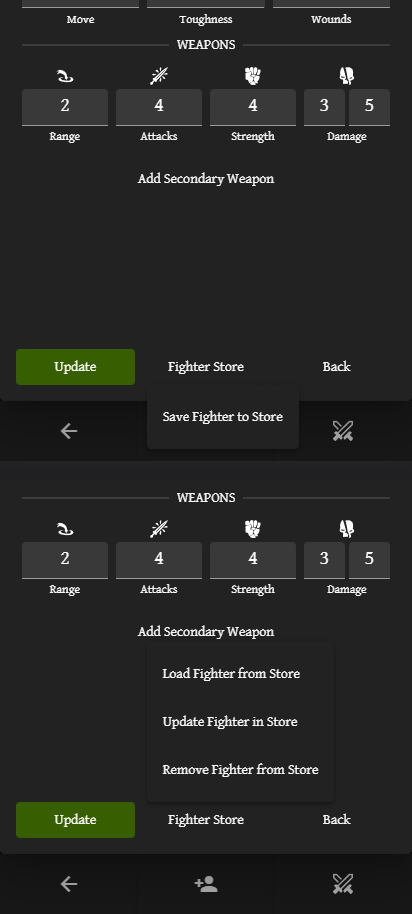 Move Toughness Wounds
WEAPONS
2 4 4 3 5
Range Attacks Strength Damage
Add Secondary Weapon
Update Fighter Store Back
Save Fighter to Store
WEAPONS
2 4 4 3 5
Range Attacks Strength Damage
Add Secondary Weapon
Load Fighter from Store
Update Fighter in Store
Remove Fighter from Store
Update Fighter Store Back